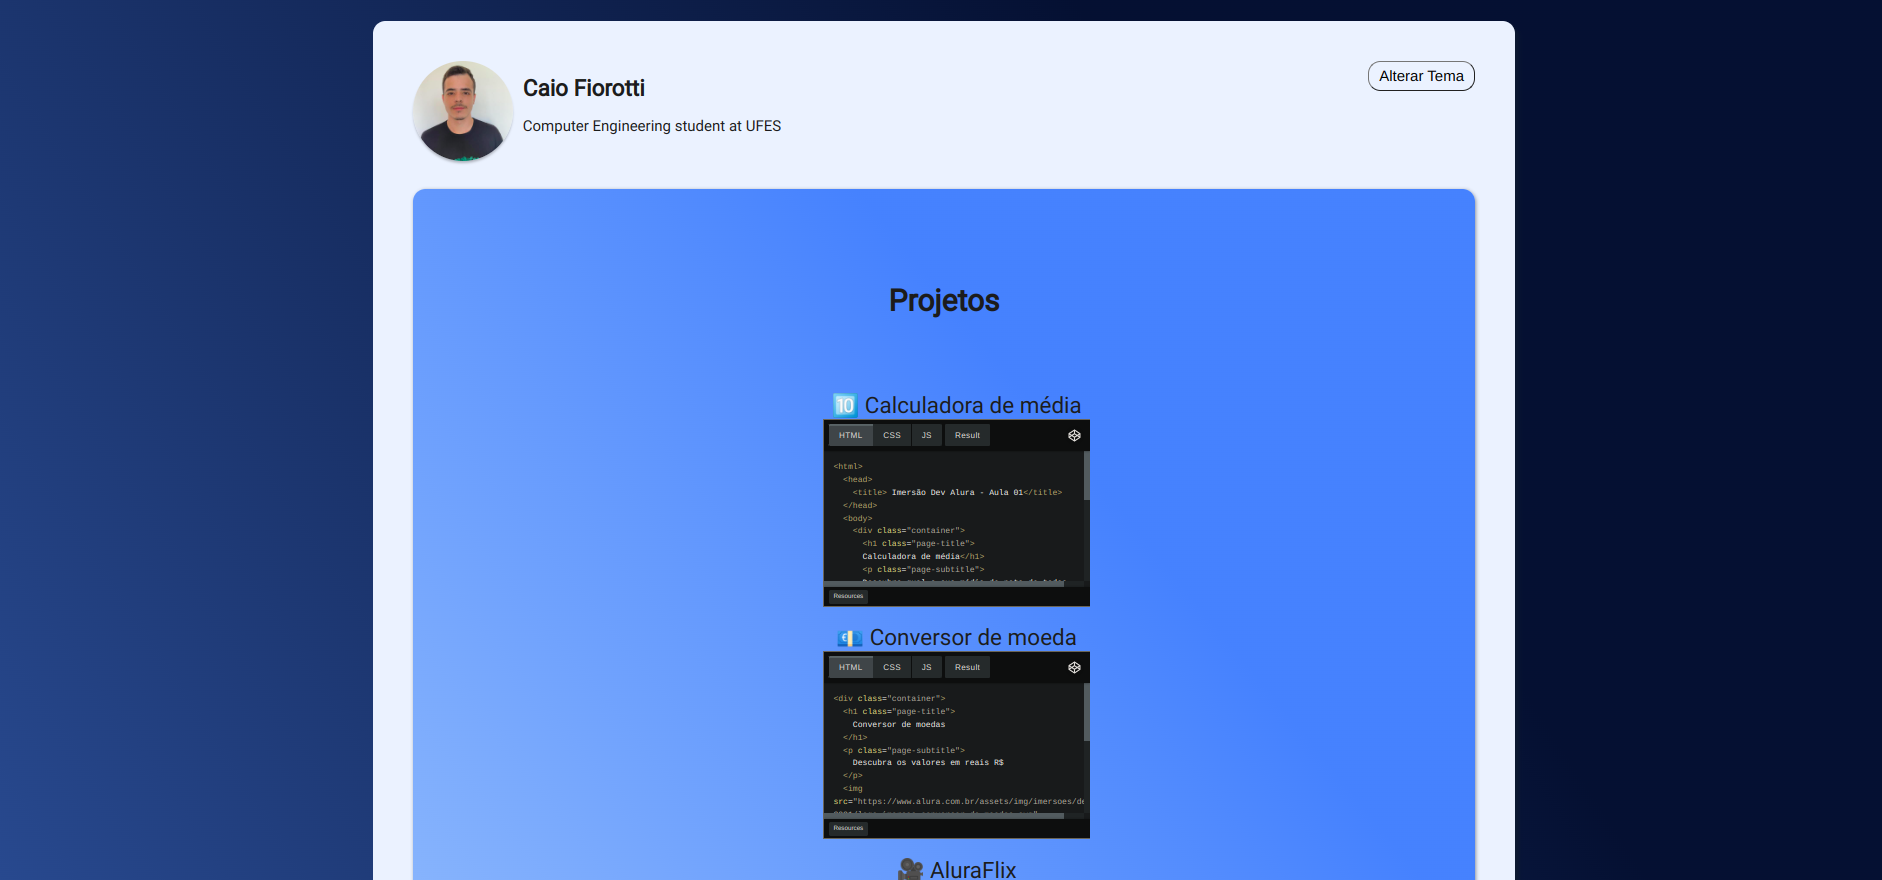 Caio Fiorotti
Computer Engineering student at UFES
Alterar Tema
Projetos
🔟 Calculadora de média
HTML CSS JS Result
<html>
<head>
<title> Imersão Dev Alura - Aula 01</title>
</head>
<body>
<div class="container">
<h1 class="page-title">
Calculadora de média</h1>
<p class="page-subtitle">
Resources
💶 Conversor de moeda
HTML CSS JS Result
<div class="container">
<h1 class="page-title">
Conversor de moedas
</h1>
<p class="page-subtitle">
Descubra os valores em reais R$
</p>
<img
src="https://www.alura.com.br/assets/img/imersoes/de
Resources
🎥 AluraFlix